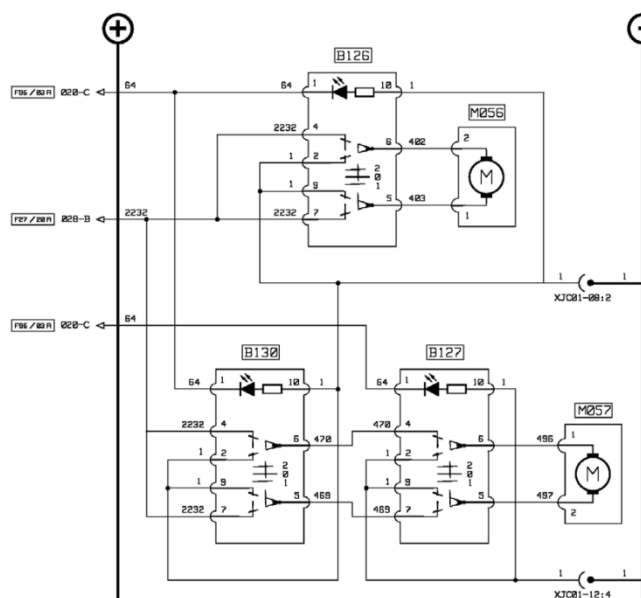 + -
B126
F96/03A 020-C 64 64 1 10 1
M056
2232 4 6 402 2
1 2
2
0
1
M
1 9
F27/20A 028-B 2232 2232 7 5 403 1
1 1
XJC01-08:2
F96/03A 020-C 64
B130 B127
64 1 10 1 64 1 10 1
M057
2232 4 6 470 470 4 6 496 1
1 2 1 2
2 2
0 0
1 1
M
1 9 1 9
2232 7 5 469 469 7 5 497 2
1 1
XJC01-12:4